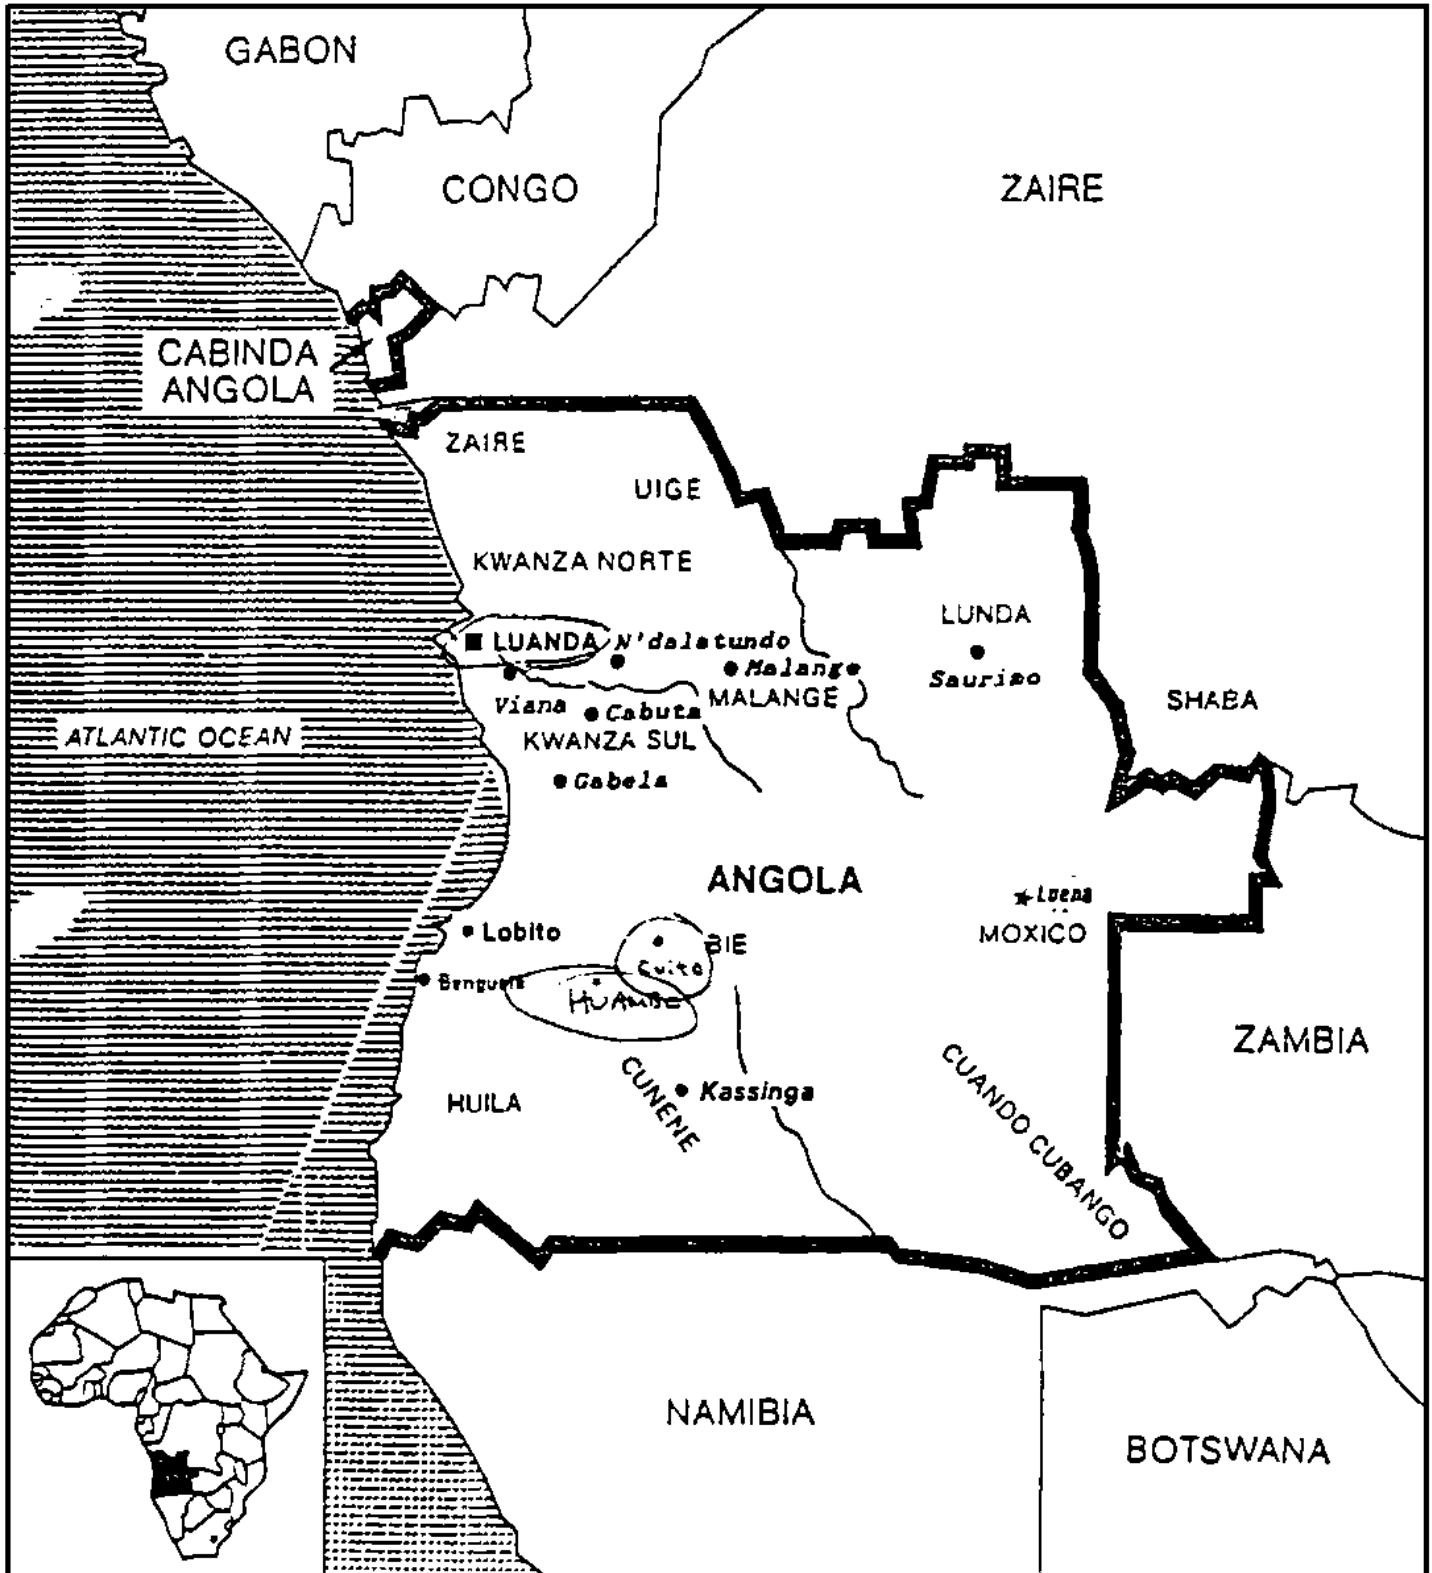 GABON
CONGO
ZAIRE
CABINDA
ANGOLA
ZAIRE
UIGE
KWANZA NORTE
LUNDA
LUANDA
N'dalatundo
Malange
Saurimo
MALANGE
SHABA
Viana
Cabuta
ATLANTIC OCEAN
KWANZA SUL
Gabela
ANGOLA
Luena
MOXICO
Lobito
BIE
Cuito
Benguela
HUAMBO
ZAMBIA
CUNENE
Kassinga
CUANDO CUBANGO
HUILA
NAMIBIA
BOTSWANA